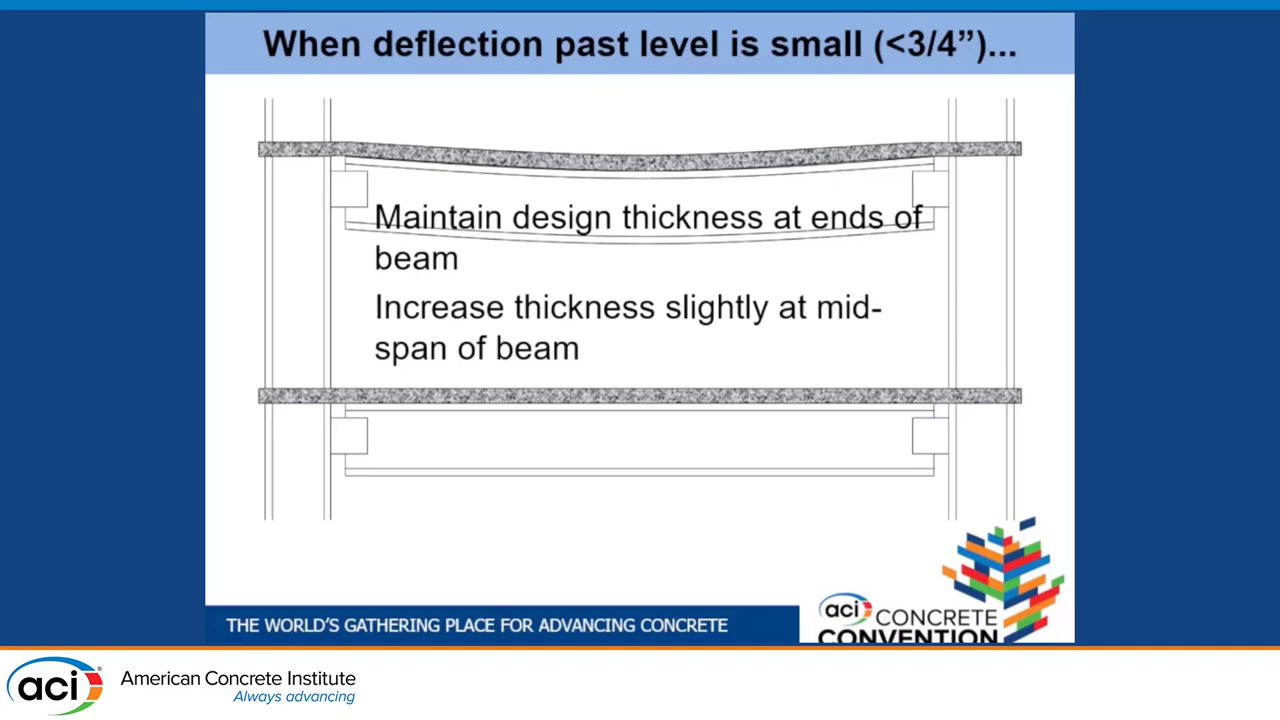 When deflection past level is small (<3/4”)...
Maintain design thickness at ends of
beam
Increase thickness slightly at mid-
span of beam
THE WORLD’S GATHERING PLACE FOR ADVANCING CONCRETE
aci CONCRETE
CONVENTION
aci ® American Concrete Institute
Always advancing